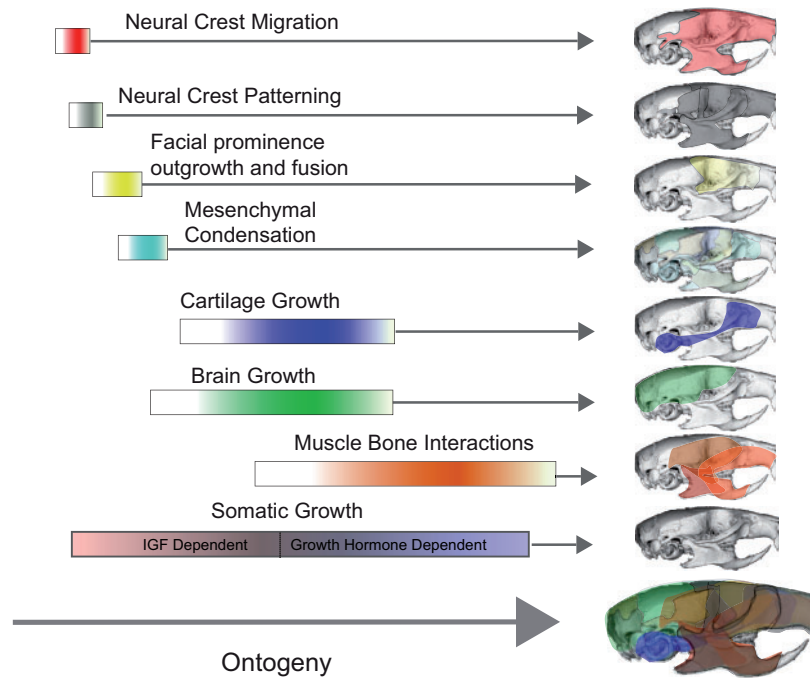 Neural Crest Migration
Neural Crest Patterning
Facial prominence
outgrowth and fusion
Mesenchymal
Condensation
Cartilage Growth
Brain Growth
Muscle Bone Interactions
Somatic Growth
IGF Dependent Growth Hormone Dependent
Ontogeny